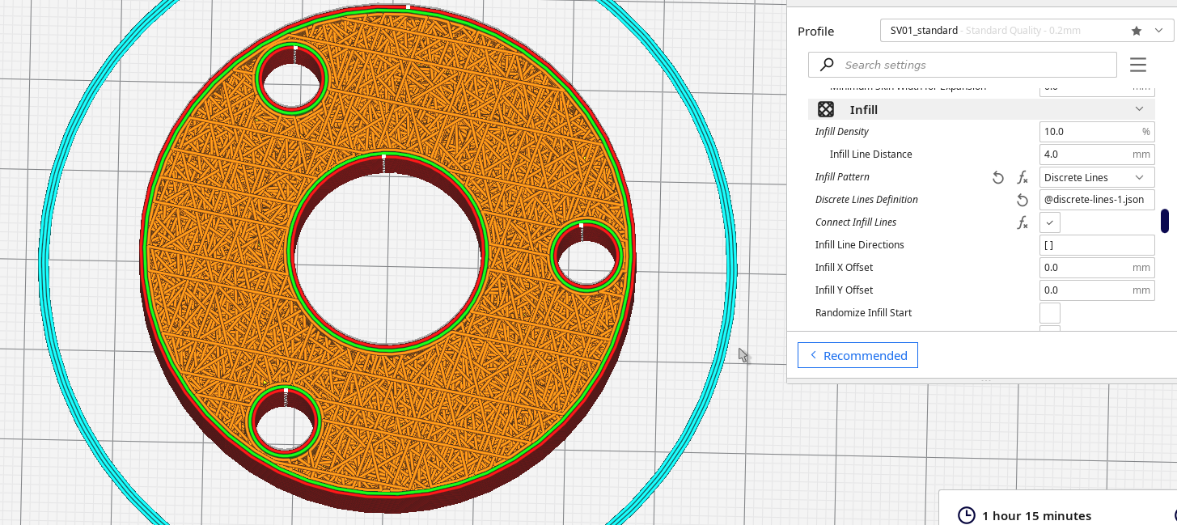 Profile
SV01_standard - Standard Quality - 0.2mm
Search settings
Minimum Skin Width for Expansion 0.0 mm
Infill
Infill Density 10.0 %
Infill Line Distance 4.0 mm
Infill Pattern Discrete Lines
Discrete Lines Definition @discrete-lines-1.json
Connect Infill Lines
Infill Line Directions [ ]
Infill X Offset 0.0 mm
Infill Y Offset 0.0 mm
Randomize Infill Start
Recommended
1 hour 15 minutes